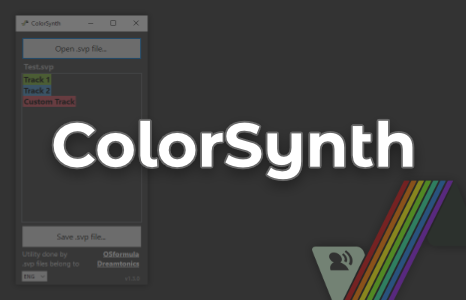 ColorSynth
Open .svp file...
Test.svp
Track 1
Track 2
Custom Track
ColorSynth
Save .svp file...
Utility done by OSformula
.svp files belong to Dreamtonics
ENG